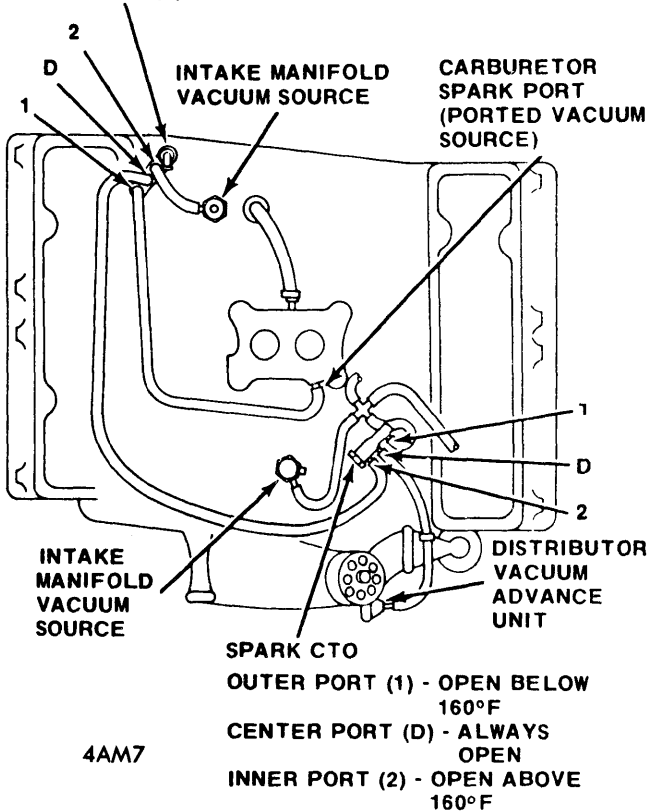 2
D
1
INTAKE MANIFOLD
VACUUM SOURCE
CARBURETOR
SPARK PORT
(PORTED VACUUM
SOURCE)
1
D
2
INTAKE
MANIFOLD
VACUUM
SOURCE
DISTRIBUTOR
VACUUM
ADVANCE
UNIT
SPARK CTO
OUTER PORT (1) - OPEN BELOW
160°F
CENTER PORT (D) - ALWAYS
OPEN
INNER PORT (2) - OPEN ABOVE
160°F
4AM7